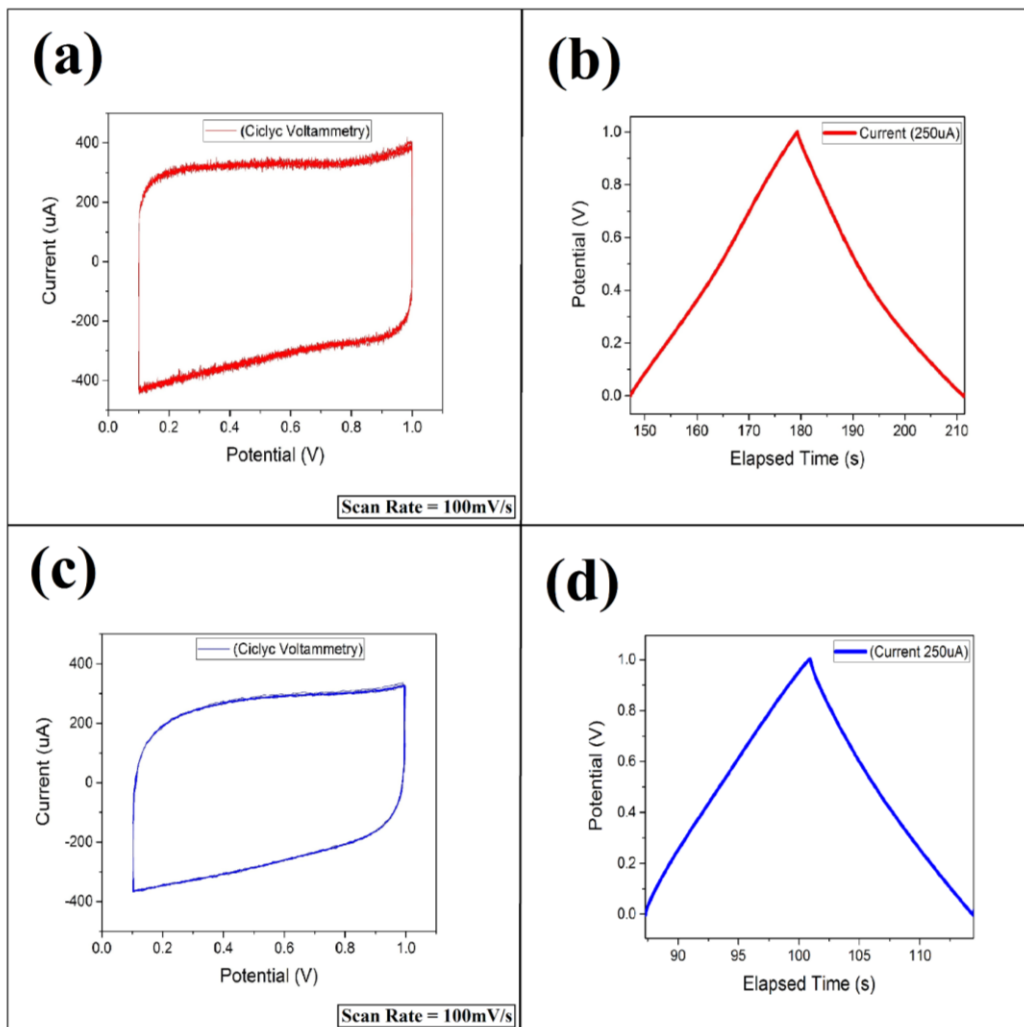 (a)
(Ciclyc Voltammetry)
400
200
0
-200
-400
0.0 0.2 0.4 0.6 0.8 1.0
Current (uA)
Potential (V)
Scan Rate = 100mV/s
(b)
Current (250uA)
1.0
0.8
0.6
0.4
0.2
0.0
150 160 170 180 190 200 210
Potential (V)
Elapsed Time (s)
(c)
(Ciclyc Voltammetry)
400
200
0
-200
-400
0.0 0.2 0.4 0.6 0.8 1.0
Current (uA)
Potential (V)
Scan Rate = 100mV/s
(d)
(Current 250uA)
1.0
0.8
0.6
0.4
0.2
0.0
90 95 100 105 110
Potential (V)
Elapsed Time (s)